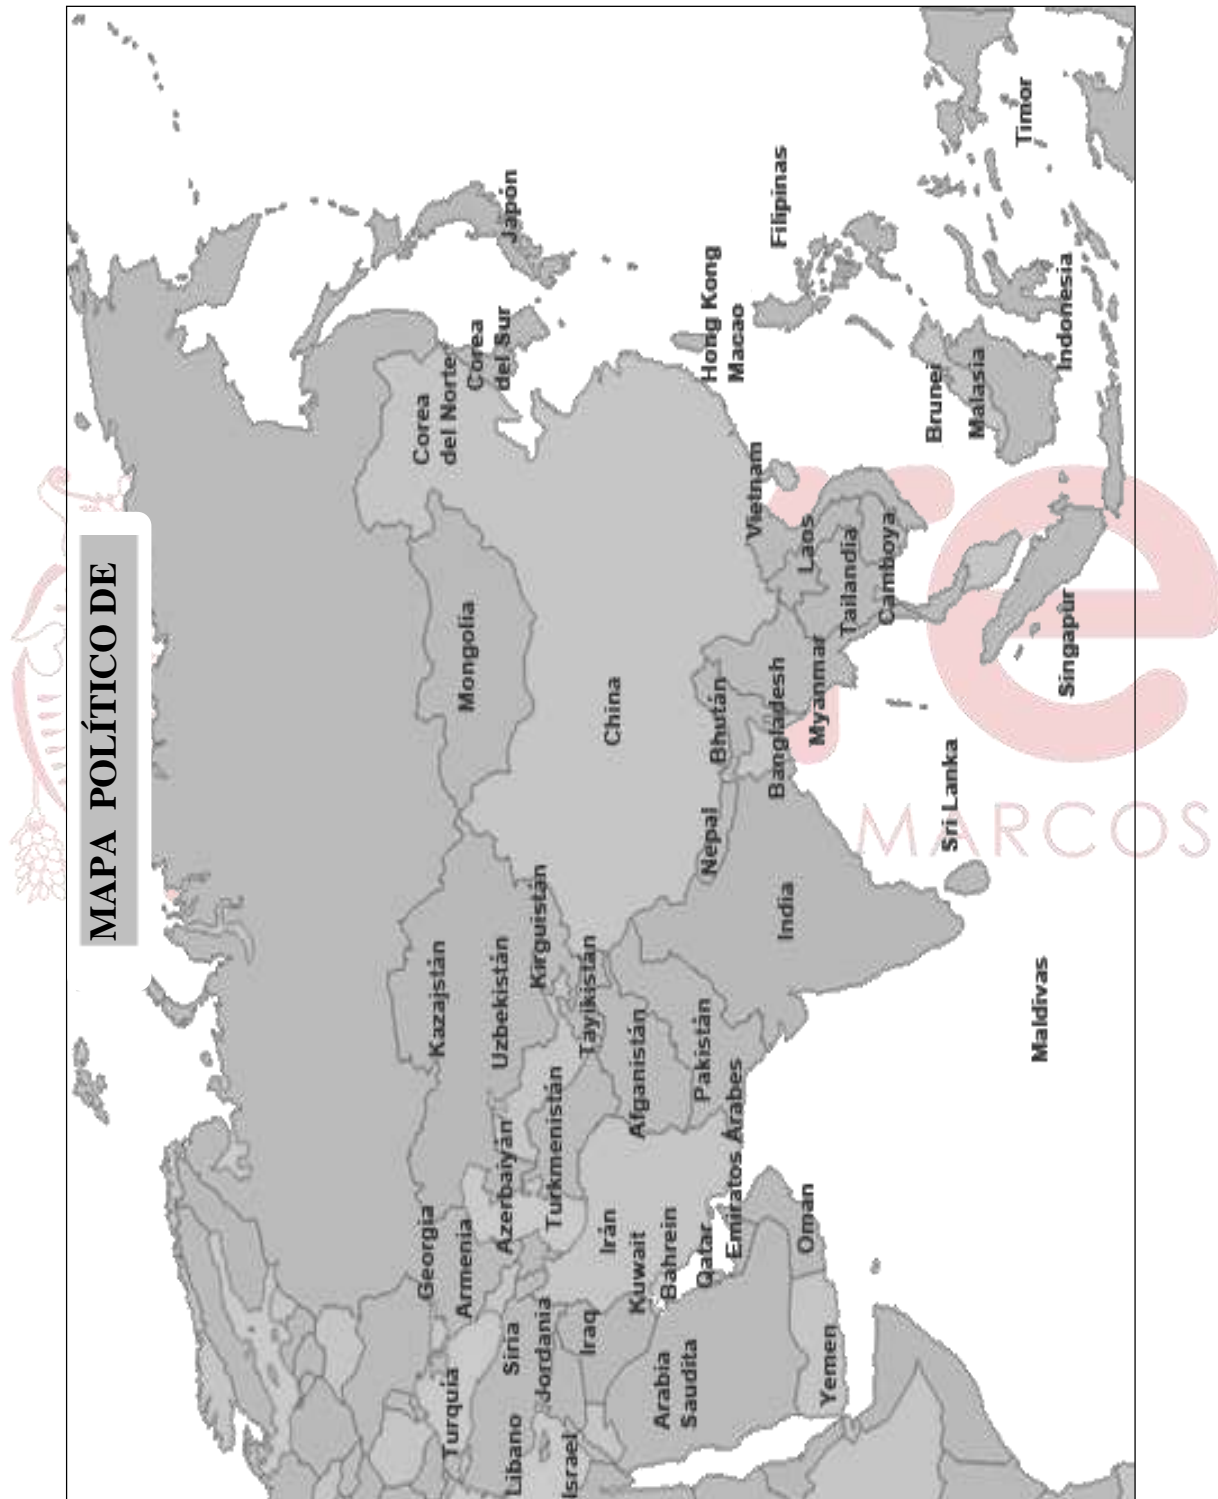 MAPA POLÍTICO DE
Georgia
Armenia
Turquía
Azerbaiyán
Siria
Jordania
Líbano
Israel
Iraq
Kazajstán
Uzbekistán
Kirguistán
Tayikistán
Turkmenistán
Afganistán
Irán
Kuwait
Bahrein
Qatar
Emiratos Árabes
Pakistán
Arabia
Saudita
Omán
Yemen
Mongolia
China
Corea
del Norte
Corea
del Sur
Japón
Nepal
Bhután
Bangladesh
India
Myanmar
Vietnam
Laos
Tailandia
Camboya
Hong Kong
Macao
Filipinas
Brunei
Malasia
Indonesia
Timor
Singapur
Sri Lanka
Maldivas
MARCOS
re